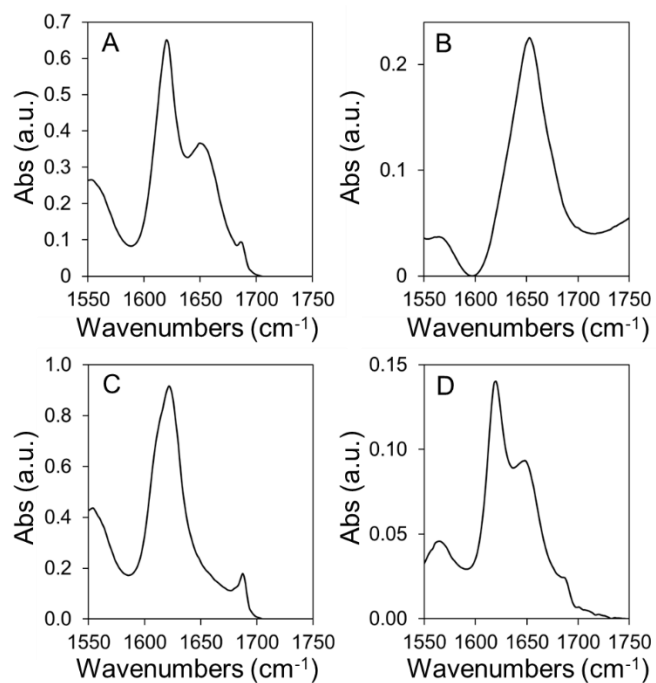 A
0.7
0.6
0.5
0.4
0.3
0.2
0.1
0
Abs (a.u.)
1550 1600 1650 1700 1750
Wavenumbers (cm-1)
B
0.2
0.1
0
Abs (a.u.)
1550 1600 1650 1700 1750
Wavenumbers (cm-1)
C
1.0
0.8
0.6
0.4
0.2
0.0
Abs (a.u.)
1550 1600 1650 1700 1750
Wavenumbers (cm-1)
D
0.15
0.10
0.05
0.00
Abs (a.u.)
1550 1600 1650 1700 1750
Wavenumbers (cm-1)